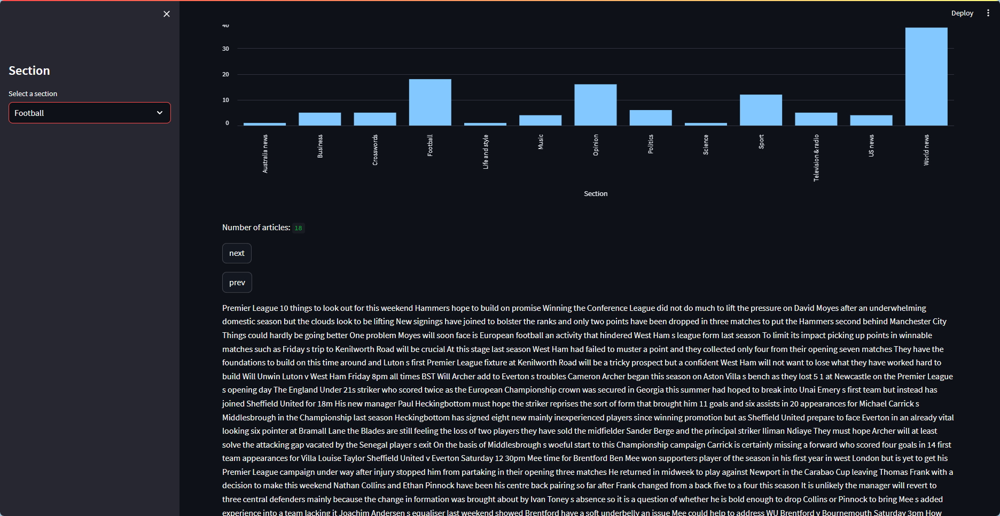 Deploy
Section
Select a section
Football
40
30
20
10
0
Australia news
Business
Crosswords
Football
Life and style
Music
Opinion
Politics
Science
Sport
Television & radio
US news
World news
Section
Number of articles: 18
next
prev
Premier League 10 things to look out for this weekend Hammers hope to build on promise Winning the Conference League did not do much to lift the pressure on David Moyes after an underwhelming
domestic season but the clouds look to be lifting New signings have joined to bolster the ranks and only two points have been dropped in three matches to put the Hammers second behind Manchester City
Things could hardly be going better One problem Moyes will soon face is European football an activity that hindered West Ham s league form last season To limit its impact picking up points in winnable
matches such as Friday s trip to Kenilworth Road will be crucial At this stage last season West Ham had failed to muster a point and they collected only four from their opening seven matches They have the
foundations to build on this time around and Luton s first Premier League fixture at Kenilworth Road will be a tricky prospect but a confident West Ham will not want to lose what they have worked hard to
build Will Unwin Luton v West Ham Friday 8pm all times BST Will Archer add to Everton s troubles Cameron Archer began this season on Aston Villa s bench as they lost 5 1 at Newcastle on the Premier League
s opening day The England Under 21s striker who scored twice as the European Championship crown was secured in Georgia this summer had hoped to break into Unai Emery s first team but instead has
joined Sheffield United for 18m His new manager Paul Heckingbottom must hope the striker reprises the sort of form that brought him 11 goals and six assists in 20 appearances for Michael Carrick s
Middlesbrough in the Championship last season Heckingbottom has signed eight new mainly inexperienced players since winning promotion but as Sheffield United prepare to face Everton in an already vital
looking six pointer at Bramall Lane the Blades are still feeling the loss of two players they have sold the midfielder Sander Berge and the principal striker Iliman Ndiaye They must hope Archer will at least
solve the attacking gap vacated by the Senegal player s exit On the basis of Middlesbrough s woeful start to this Championship campaign Carrick is certainly missing a forward who scored four goals in 14 first
team appearances for Villa Louise Taylor Sheffield United v Everton Saturday 12 30pm Mee time for Brentford Ben Mee won supporters player of the season in his first year in west London but is yet to get his
Premier League campaign under way after injury stopped him from partaking in their opening three matches He returned in midweek to play against Newport in the Carabao Cup leaving Thomas Frank with a
decision to make this weekend Nathan Collins and Ethan Pinnock have been his centre back pairing so far after Frank changed from a back five to a four this season It is unlikely the manager will revert to
three central defenders mainly because the change in formation was brought about by Ivan Toney s absence so it is a question of whether he is bold enough to drop Collins or Pinnock to bring Mee s added
experience into a team lacking it Joachim Andersen s equaliser last weekend showed Brentford have a soft underbelly an issue Mee could help to address WU Brentford v Bournemouth Saturday 3pm How